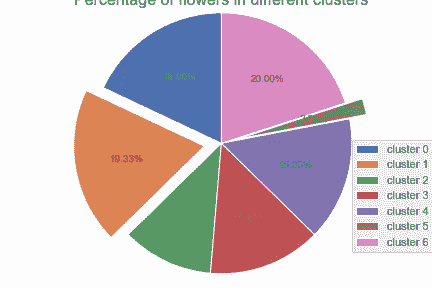 Percentage of flowers in different clusters
20.00%
19.33%
cluster 0
cluster 1
cluster 2
cluster 3
cluster 4
cluster 5
cluster 6